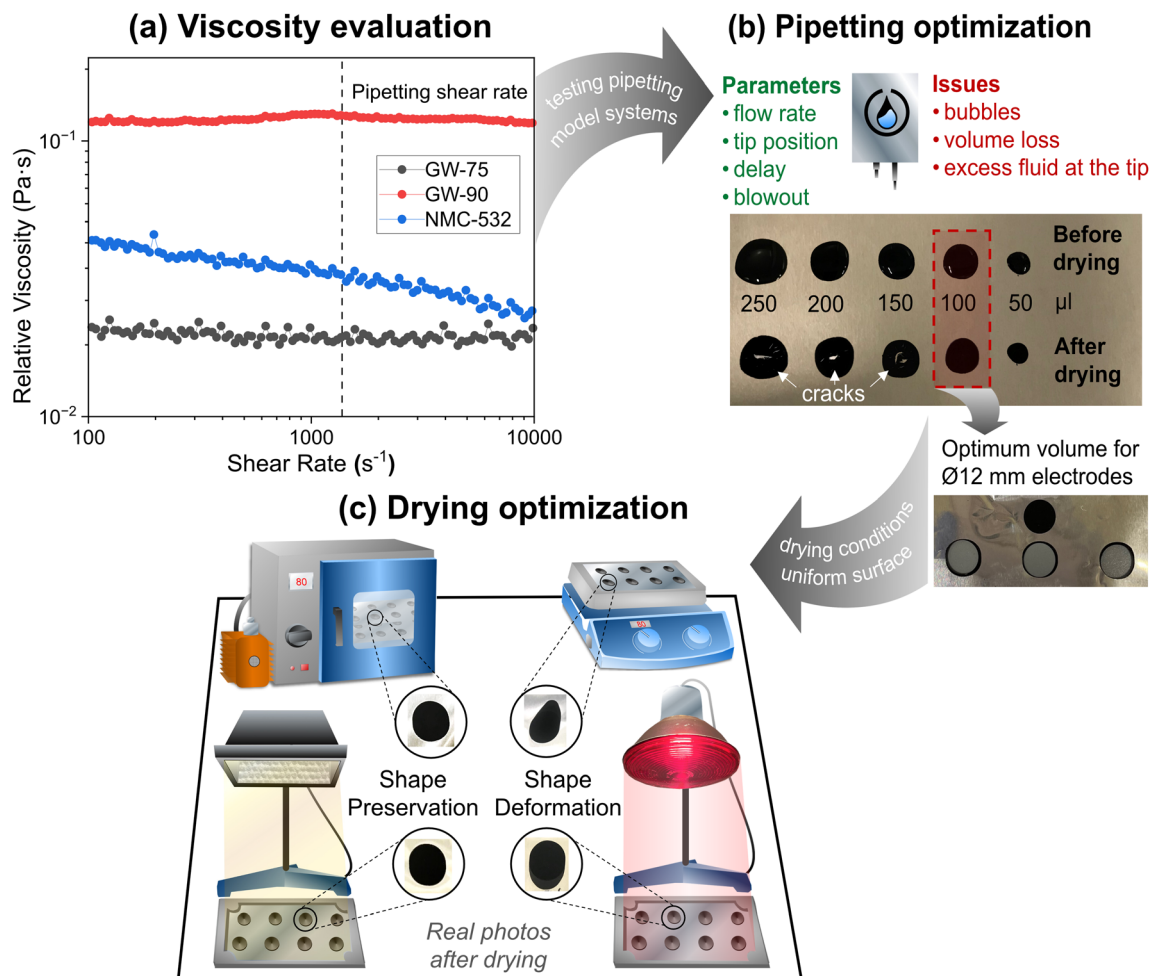 (a) Viscosity evaluation
Relative Viscosity (Pa·s)
10⁻¹
10⁻²
Pipetting shear rate
GW-75
GW-90
NMC-532
100
1000
10000
Shear Rate (s⁻¹)
testing pipetting
model systems
(b) Pipetting optimization
Parameters
• flow rate
• tip position
• delay
• blowout
Issues
• bubbles
• volume loss
• excess fluid at the tip
Before
drying
250 200 150 100 50 µl
After
drying
cracks
Optimum volume for
Ø12 mm electrodes
drying conditions
uniform surface
(c) Drying optimization
80
80
Shape
Preservation
Shape
Deformation
Real photos
after drying